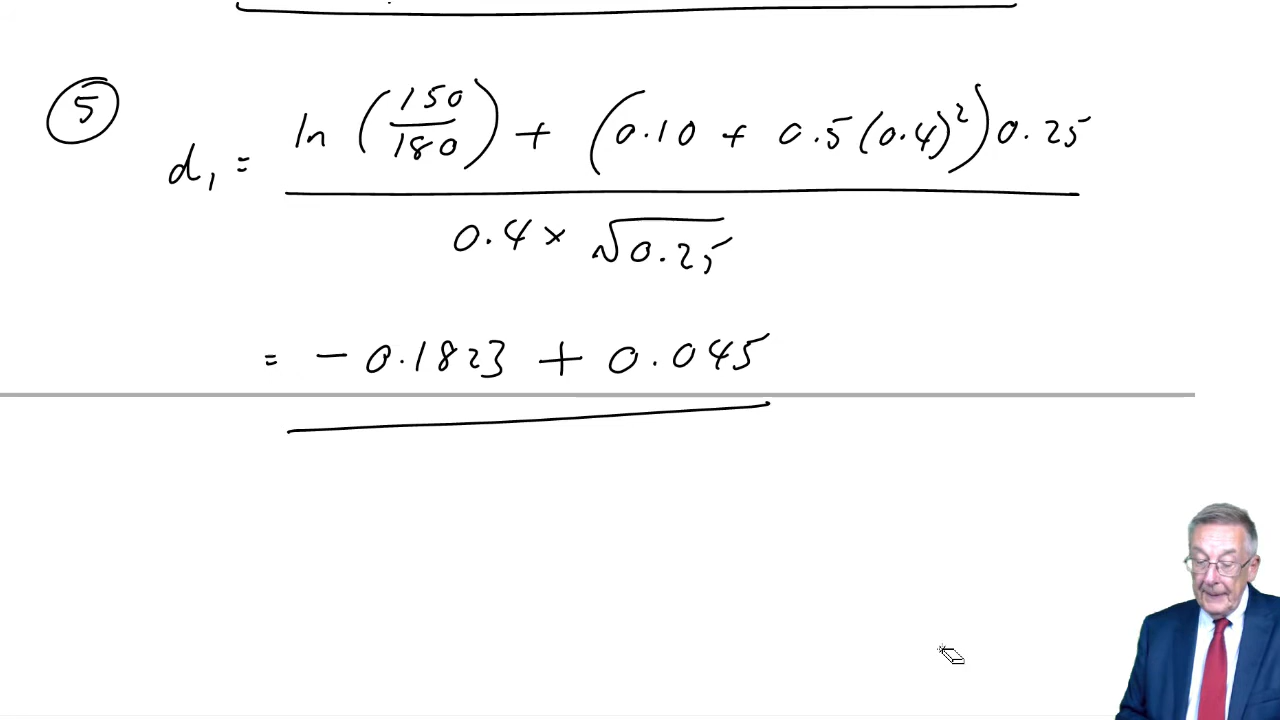 ⑤ d₁ = ln (150/180) + (0.10 + 0.5(0.4)²)0.25
0.4 × √0.25
= - 0.1823 + 0.045